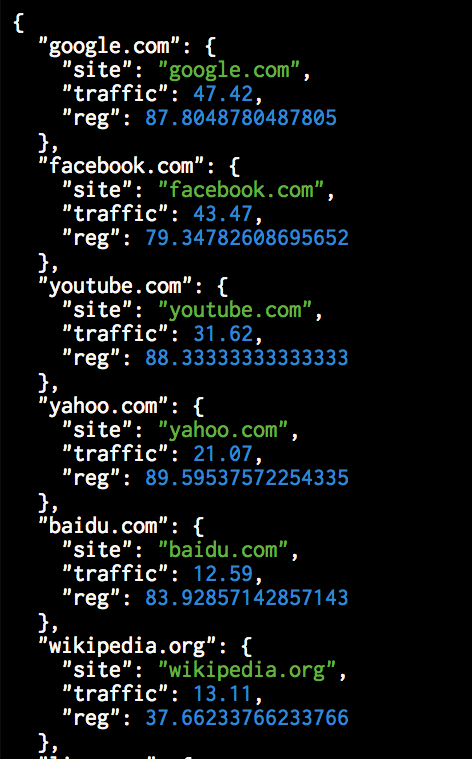 {
"google.com": {
"site": "google.com",
"traffic": 47.42,
"reg": 87.8048780487805
},
"facebook.com": {
"site": "facebook.com",
"traffic": 43.47,
"reg": 79.34782608695652
},
"youtube.com": {
"site": "youtube.com",
"traffic": 31.62,
"reg": 88.33333333333333
},
"yahoo.com": {
"site": "yahoo.com",
"traffic": 21.07,
"reg": 89.59537572254335
},
"baidu.com": {
"site": "baidu.com",
"traffic": 12.59,
"reg": 83.92857142857143
},
"wikipedia.org": {
"site": "wikipedia.org",
"traffic": 13.11,
"reg": 37.66233766233766
},